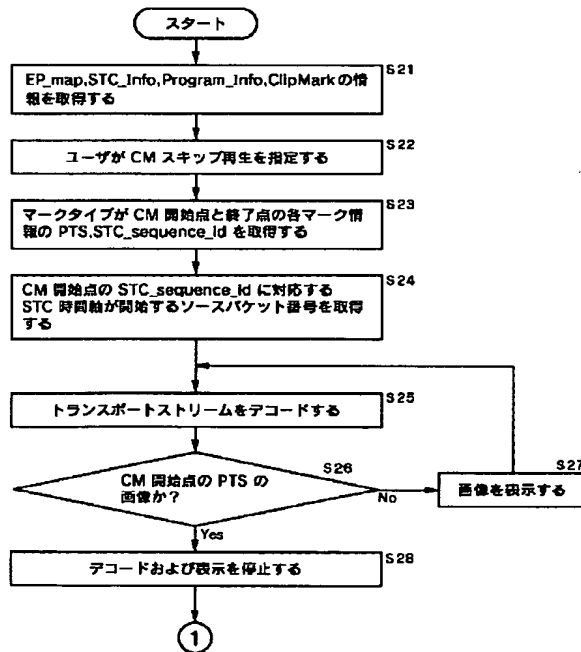 スタート
S21
EP_map,STC_Info,Program_Info,ClipMarkの情
報を取得する
S22
ユーザが CM スキップ再生を指定する
S23
マークタイプが CM 開始点と終了点の各マーク情
報の PTS,STC_sequence_id を取得する
S24
CM 開始点の STC_sequence_id に対応する
STC 時間軸が開始するソースパケット番号を取得
する
S25
トランスポートストリームをデコードする
S26
CM 開始点の PTS の
画像か?
No
S27
画像を表示する
Yes
S28
デコードおよび表示を停止する
1